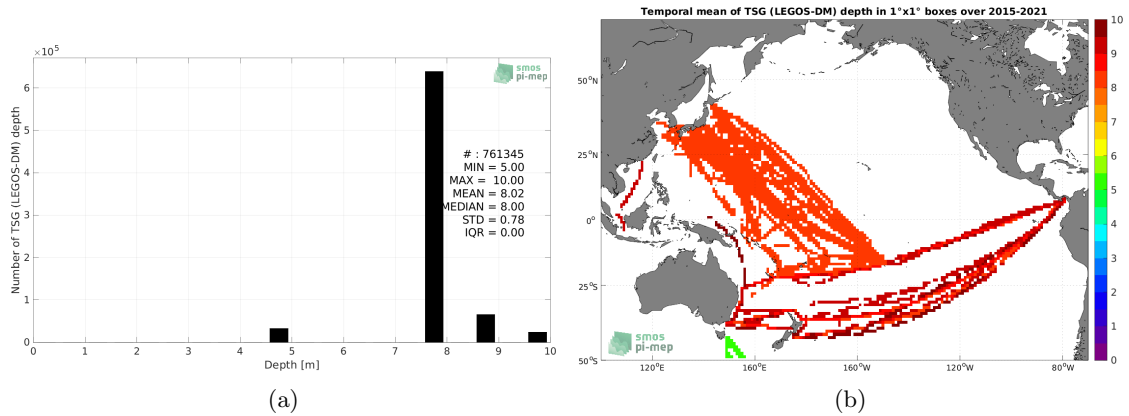 ×10⁵
6
5
4
3
2
1
0
Number of TSG (LEGOS-DM) depth
smos
pi-mep
# : 761345
MIN = 5.00
MAX = 10.00
MEAN = 8.02
MEDIAN = 8.00
STD = 0.78
IQR = 0.00
0 1 2 3 4 5 6 7 8 9 10
Depth [m]
(a)
Temporal mean of TSG (LEGOS-DM) depth in 1°x1° boxes over 2015-2021
50°N
25°N
0°
25°S
50°S
smos
pi-mep
120°E 160°E 160°W 120°W 80°W
10
9
8
7
6
5
4
3
2
1
0
(b)